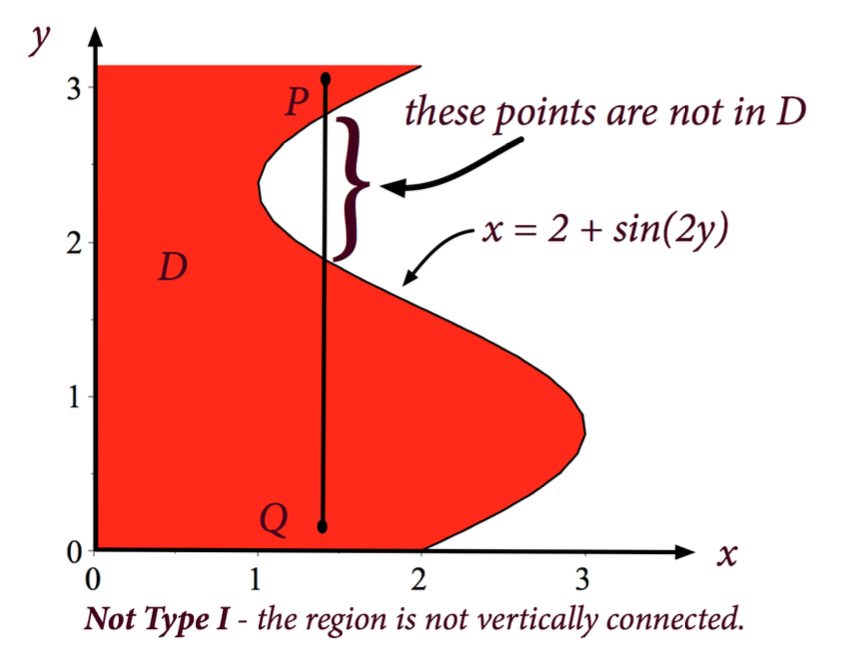 y
3
P
these points are not in D
2
x = 2 + sin(2y)
D
1
Q
0
x
0 1 2 3
Not Type I - the region is not vertically connected.